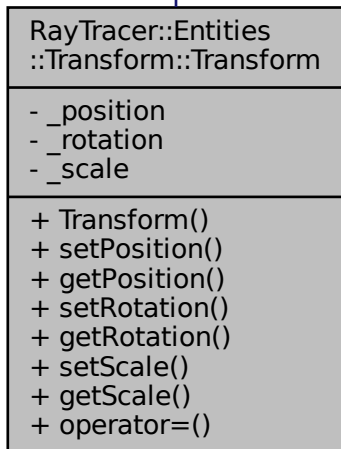 RayTracer::Entities
::Transform::Transform
- _position
- _rotation
- _scale
+ Transform()
+ setPosition()
+ getPosition()
+ setRotation()
+ getRotation()
+ setScale()
+ getScale()
+ operator=()